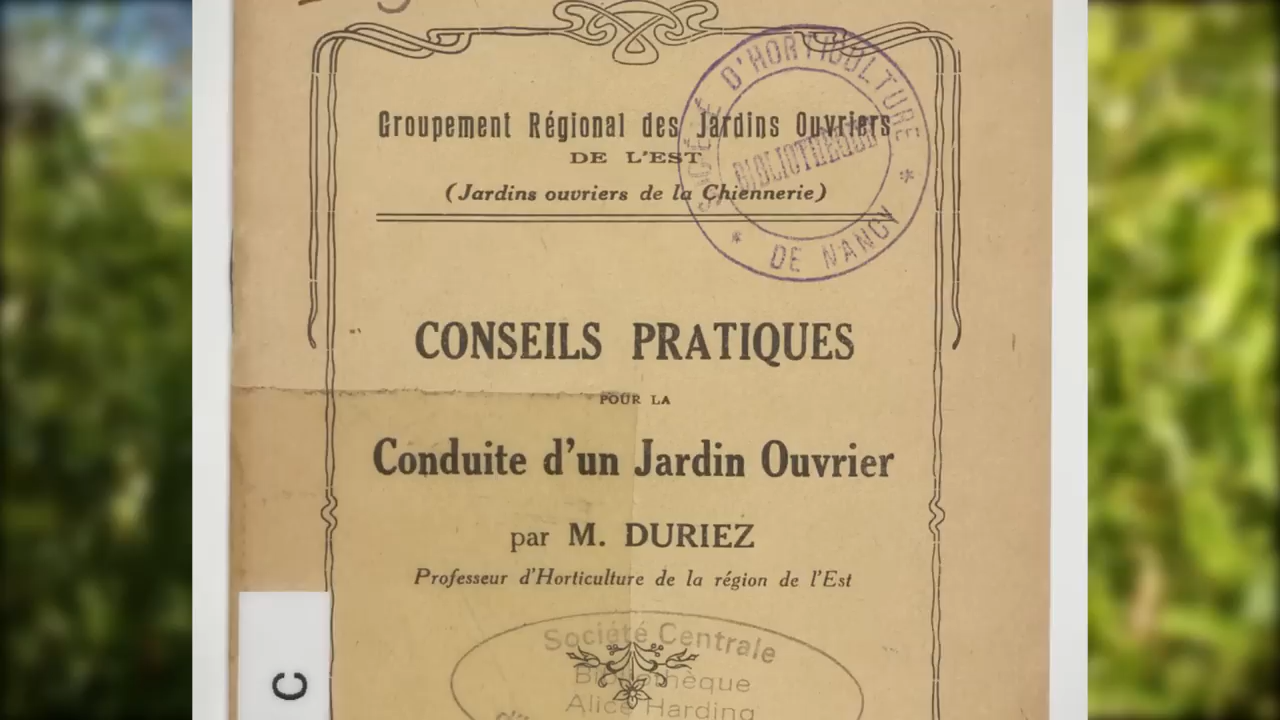 Groupement Régional des Jardins Ouvriers
DE L'EST
(Jardins ouvriers de la Chiennerie)
SOCIÉTÉ D'HORTICULTURE
BIBLIOTHÈQUE
* DE NANCY *
CONSEILS PRATIQUES
POUR LA
Conduite d'un Jardin Ouvrier
par M. DURIEZ
Professeur d'Horticulture de la région de l'Est
Société Centrale
Bibliothèque
Alice Harding
C